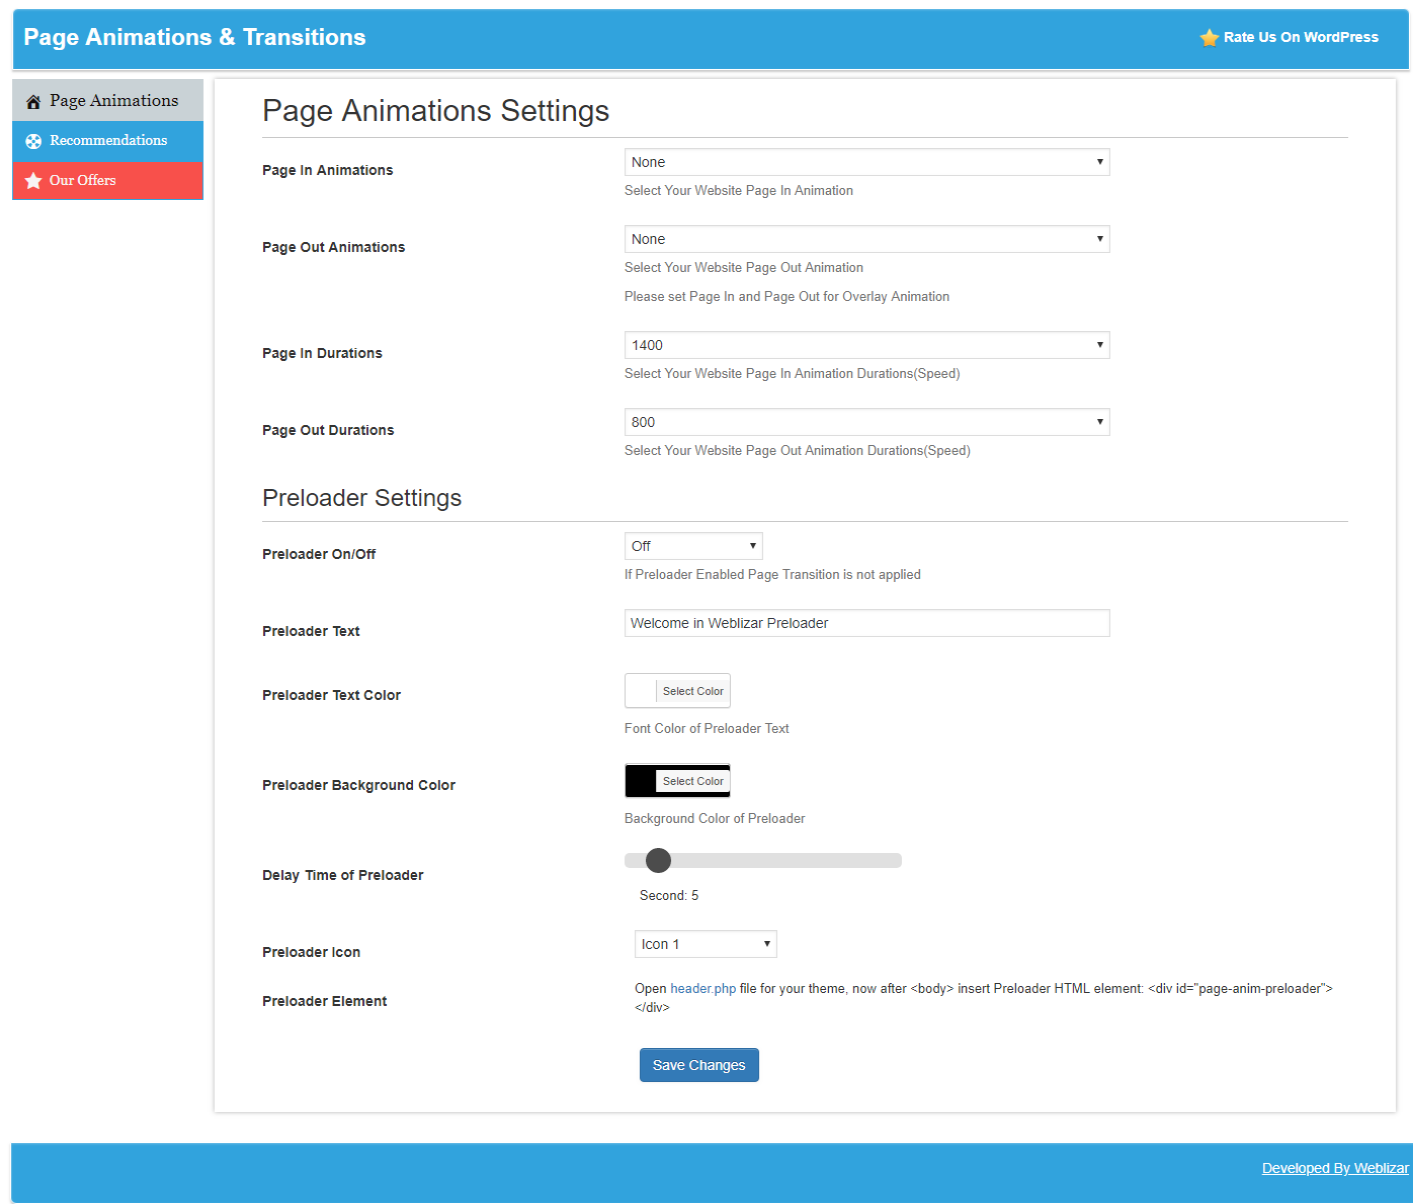 Page Animations & Transitions
Rate Us On WordPress
Page Animations
Recommendations
Our Offers
Page Animations Settings
Page In Animations
None
Select Your Website Page In Animation
Page Out Animations
None
Select Your Website Page Out Animation
Please set Page In and Page Out for Overlay Animation
Page In Durations
1400
Select Your Website Page In Animation Durations(Speed)
Page Out Durations
800
Select Your Website Page Out Animation Durations(Speed)
Preloader Settings
Preloader On/Off
Off
If Preloader Enabled Page Transition is not applied
Preloader Text
Welcome in Weblizar Preloader
Preloader Text Color
Select Color
Font Color of Preloader Text
Preloader Background Color
Select Color
Background Color of Preloader
Delay Time of Preloader
Second: 5
Preloader Icon
Icon 1
Preloader Element
Open header.php file for your theme, now after <body> insert Preloader HTML element: <div id="page-anim-preloader">
</div>
Save Changes
Developed By Weblizar